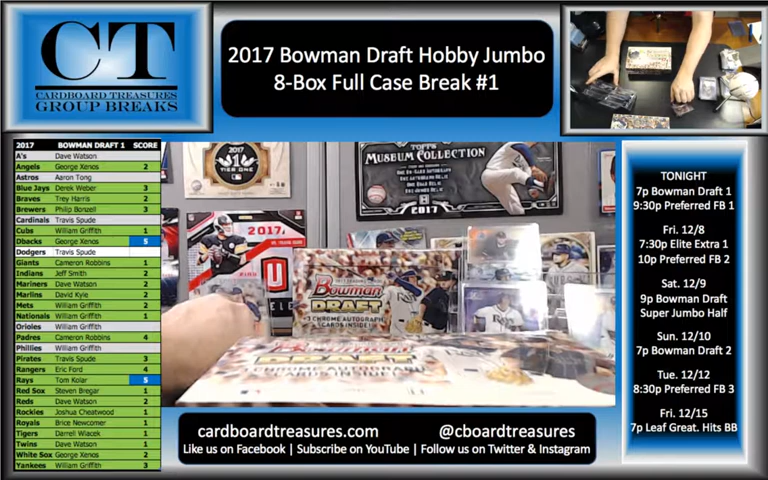 CT
CARDBOARD TREASURES
GROUP BREAKS
2017 Bowman Draft Hobby Jumbo
8-Box Full Case Break #1
2017 BOWMAN DRAFT 1 SCORE
A's Dave Watson
Angels George Xenos 2
Astros Aaron Tong
Blue Jays Derek Weber 3
Braves Trey Harris 2
Brewers Philip Bonzell 3
Cardinals Travis Spude
Cubs William Griffith 1
Dbacks George Xenos 5
Dodgers Travis Spude
Giants Cameron Robbins 1
Indians Jeff Smith 2
Mariners Dave Watson 2
Marlins David Kyle 2
Mets William Griffith 2
Nationals William Griffith 1
Orioles William Griffith
Padres Cameron Robbins 4
Phillies William Griffith
Pirates Travis Spude 3
Rangers Eric Ford 4
Rays Tom Kolar 5
Red Sox Steven Bregar 1
Reds Dave Watson 2
Rockies Joshua Cheatwood 1
Royals Brice Newcomer 1
Tigers Darrell Wiacek 1
Twins Dave Watson 1
White Sox George Xenos 2
Yankees William Griffith 3
2017
TIER ONE
TOPPS
MUSEUM COLLECTION
2017
2017
Bowman
DRAFT
CHROME AUTOGRAPH
CARDS INSIDE!
TONIGHT
7p Bowman Draft 1
9:30p Preferred FB 1
Fri. 12/8
7:30p Elite Extra 1
10p Preferred FB 2
Sat. 12/9
9p Bowman Draft
Super Jumbo Half
Sun. 12/10
7p Bowman Draft 2
Tue. 12/12
8:30p Preferred FB 3
Fri. 12/15
7p Leaf Great. Hits BB
cardboardtreasures.com @cboardtreasures
Like us on Facebook | Subscribe on YouTube | Follow us on Twitter & Instagram